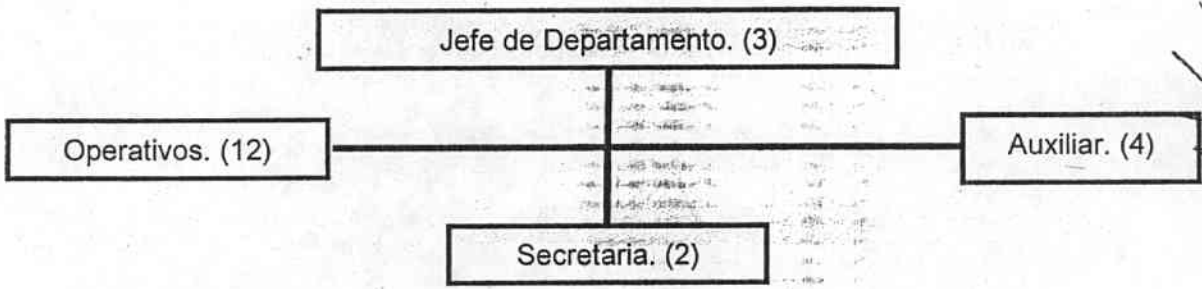 Jefe de Departamento. (3)
Operativos. (12)
Auxiliar. (4)
Secretaria. (2)